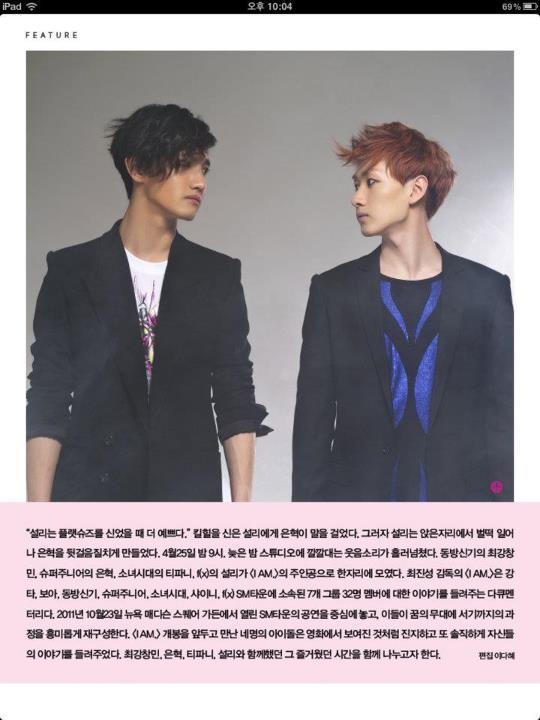 iPad 오후 10:04 69%
FEATURE
“설리는 플랫슈즈를 신었을 때 더 예쁘다.” 킬힐을 신은 설리에게 은혁이 말을 걸었다. 그러자 설리는 앉은자리에서 벌떡 일어
나 은혁을 뒷걸음질치게 만들었다. 4월25일 밤 9시. 늦은 밤 스튜디오에 깔깔대는 웃음소리가 흘러넘쳤다. 동방신기의 최강창
민, 슈퍼주니어의 은혁, 소녀시대의 티파니, f(x)의 설리가 <I AM.>의 주인공으로 한자리에 모였다. 최진성 감독의 <I AM.>은 강
타, 보아, 동방신기, 슈퍼주니어, 소녀시대, 샤이니, f(x) SM타운에 소속된 7개 그룹 32명 멤버에 대한 이야기를 들려주는 다큐멘
터리다. 2011년 10월23일 뉴욕 매디슨 스퀘어 가든에서 열린 SM타운의 공연을 중심에 놓고, 이들이 꿈의 무대에 서기까지의 과
정을 흥미롭게 재구성한다. <I AM.> 개봉을 앞두고 만난 네명의 아이돌은 영화에서 보여진 것처럼 진지하고 또 솔직하게 자신들
의 이야기를 들려주었다. 최강창민, 은혁, 티파니, 설리와 함께했던 그 즐거웠던 시간을 함께 나누고자 한다. 편집 이다혜